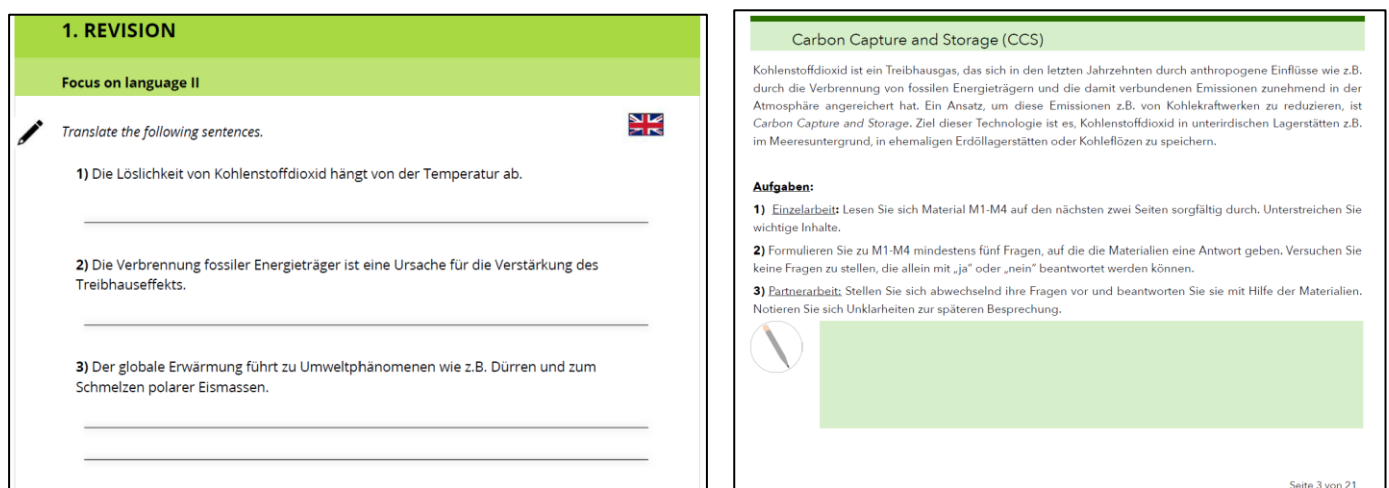 1. REVISION
Focus on language II
Translate the following sentences.
1) Die Löslichkeit von Kohlenstoffdioxid hängt von der Temperatur ab.
2) Die Verbrennung fossiler Energieträger ist eine Ursache für die Verstärkung des
Treibhauseffekts.
3) Der globale Erwärmung führt zu Umweltphänomenen wie z.B. Dürren und zum
Schmelzen polarer Eismassen.
Carbon Capture and Storage (CCS)
Kohlenstoffdioxid ist ein Treibhausgas, das sich in den letzten Jahrzehnten durch anthropogene Einflüsse wie z.B.
durch die Verbrennung von fossilen Energieträgern und die damit verbundenen Emissionen zunehmend in der
Atmosphäre angereichert hat. Ein Ansatz, um diese Emissionen z.B. von Kohlekraftwerken zu reduzieren, ist
Carbon Capture and Storage. Ziel dieser Technologie ist es, Kohlenstoffdioxid in unterirdischen Lagerstätten z.B.
im Meeresuntergrund, in ehemaligen Erdöllagerstätten oder Kohleflözen zu speichern.
Aufgaben:
1) Einzelarbeit: Lesen Sie sich Material M1-M4 auf den nächsten zwei Seiten sorgfältig durch. Unterstreichen Sie
wichtige Inhalte.
2) Formulieren Sie zu M1-M4 mindestens fünf Fragen, auf die die Materialien eine Antwort geben. Versuchen Sie
keine Fragen zu stellen, die allein mit „ja" oder „nein" beantwortet werden können.
3) Partnerarbeit: Stellen Sie sich abwechselnd ihre Fragen vor und beantworten Sie sie mit Hilfe der Materialien.
Notieren Sie sich Unklarheiten zur späteren Besprechung.
Seite 3 von 21